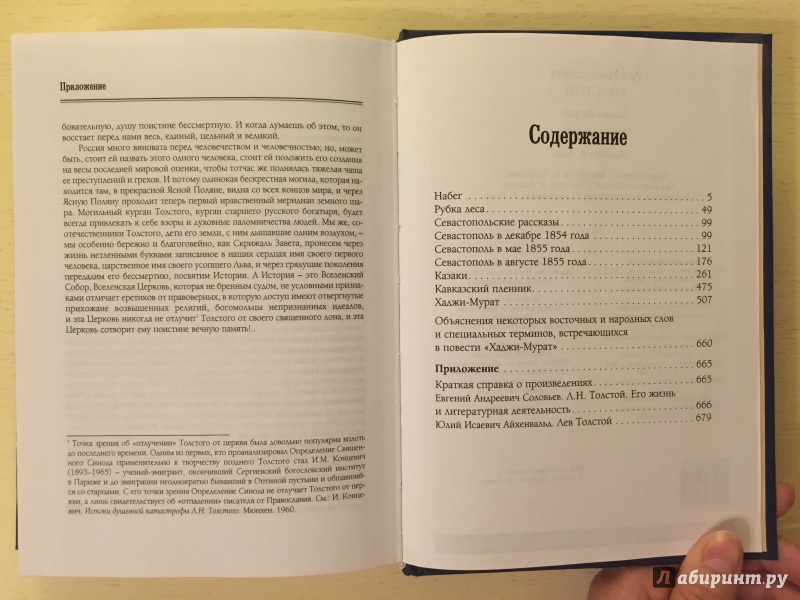 Приложение
бовательную, душу поистине бессмертную. И когда думаешь об этом, то он
восстает перед нами весь, единый, цельный и великий.
Россия много виновата перед человечеством и человечностью; но, может
быть, стоит ей назвать этого одного человека, стоит ей положить его создания
на весы последней мировой оценки, чтобы тотчас же поднялась тяжелая чаша
ее преступлений и грехов. И потому одинокая бескрестная могила, которая на-
ходится там, в прекрасной Ясной Поляне, видна со всех концов мира, и через
Ясную Поляну проходит теперь первый нравственный меридиан земного ша-
ра. Могильный курган Толстого, курган старшего русского богатыря, будет
всегда привлекать к себе взоры и духовные паломничества людей. Мы же, со-
отечественники Толстого, дети его земли, с ним дышавшие одним воздухом, –
мы особенно бережно и благоговейно, как Скрижаль Завета, пронесем через
жизнь нетленными буквами записанное в наших сердцах имя своего первого
человека, царственное имя своего усопшего Льва, и через грядущие поколения
передадим его бессмертию, посвятим Истории. А История – это Вселенский
Собор, Вселенская Церковь, которая не бренным судом, не условными призна-
ками отличает еретиков от правоверных, в которую доступ имеют отвергнутые
прихожане возвышенных религий, богомольцы непризнанных идеалов,
и эта Церковь никогда не отлучит¹ Толстого от своего священного лона, и эта
Церковь сотворит ему поистине вечную память!..
¹ Точка зрения об «отлучении» Толстого от церкви была довольно популярна вплоть
до последнего времени. Одним из первых, кто проанализировал Определение Священ-
ного Синода применительно к творчеству позднего Толстого стал И.М. Концевич
(1893–1965) – ученый-эмигрант, окончивший Сергиевский богословский институт
в Париже и до эмиграции неоднократно бывавший в Оптиной пустыни и общавший-
ся со старцами. С его точки зрения Определение Синода не отлучает Толстого от цер-
кви, а лишь свидетельствует об «отпадении» писателя от Православия. См.: И. Конце-
вич. Истоки душевной катастрофы Л.Н. Толстого. Мюнхен. 1960.
Содержание
Набег 5
Рубка леса 49
Севастопольские рассказы 99
Севастополь в декабре 1854 года 99
Севастополь в мае 1855 года 121
Севастополь в августе 1855 года 176
Казаки 261
Кавказский пленник 475
Хаджи-Мурат 507
Объяснения некоторых восточных и народных слов
и специальных терминов, встречающихся
в повести «Хаджи-Мурат» 660
Приложение 665
Краткая справка о произведениях 665
Евгений Андреевич Соловьев. Л.Н. Толстой. Его жизнь
и литературная деятельность 666
Юлий Исаевич Айхенвальд. Лев Толстой 679
Лабиринт.ру